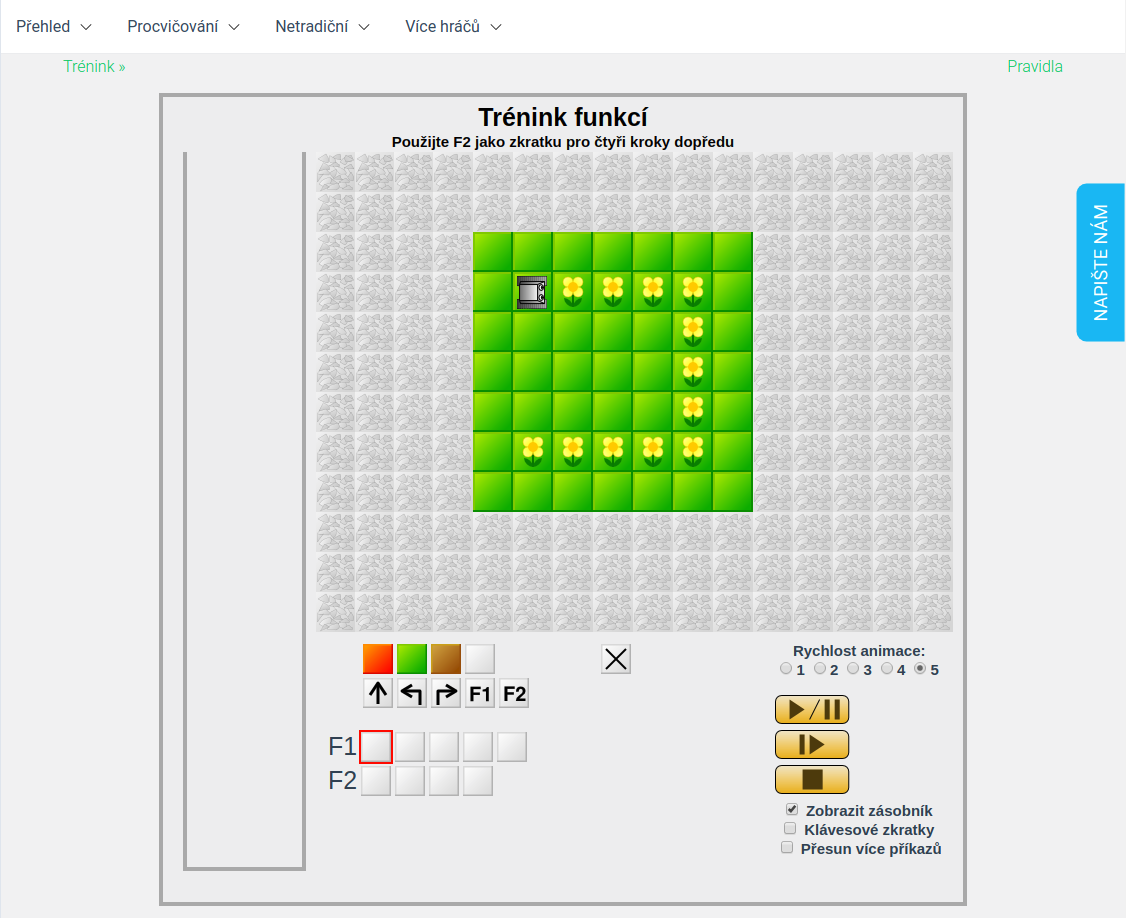 Přehled Procvičování Netradiční Více hráčů
Trénink » Pravidla
Trénink funkcí
Použijte F2 jako zkratku pro čtyři kroky dopředu
NAPIŠTE NÁM
Rychlost animace:
1 2 3 4 5
F1 F2
F1
F2
Zobrazit zásobník
Klávesové zkratky
Přesun více příkazů